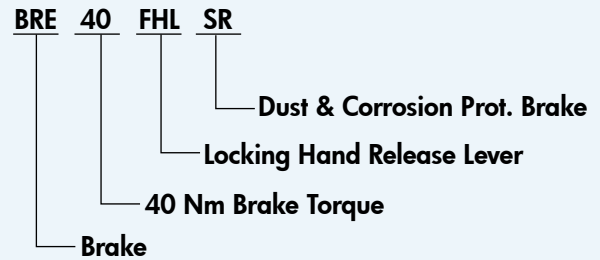 BRE 40 FHL SR
Dust & Corrosion Prot. Brake
Locking Hand Release Lever
40 Nm Brake Torque
Brake